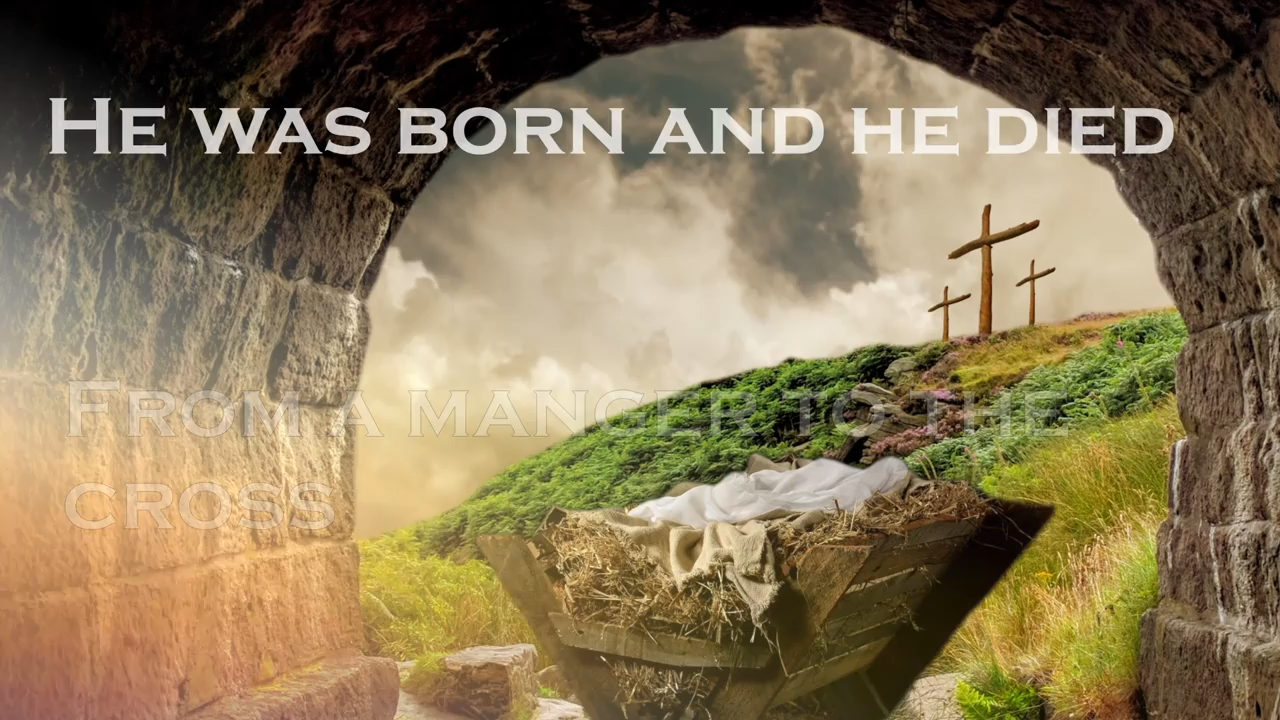 He was born and he died
From a manger to the
cross